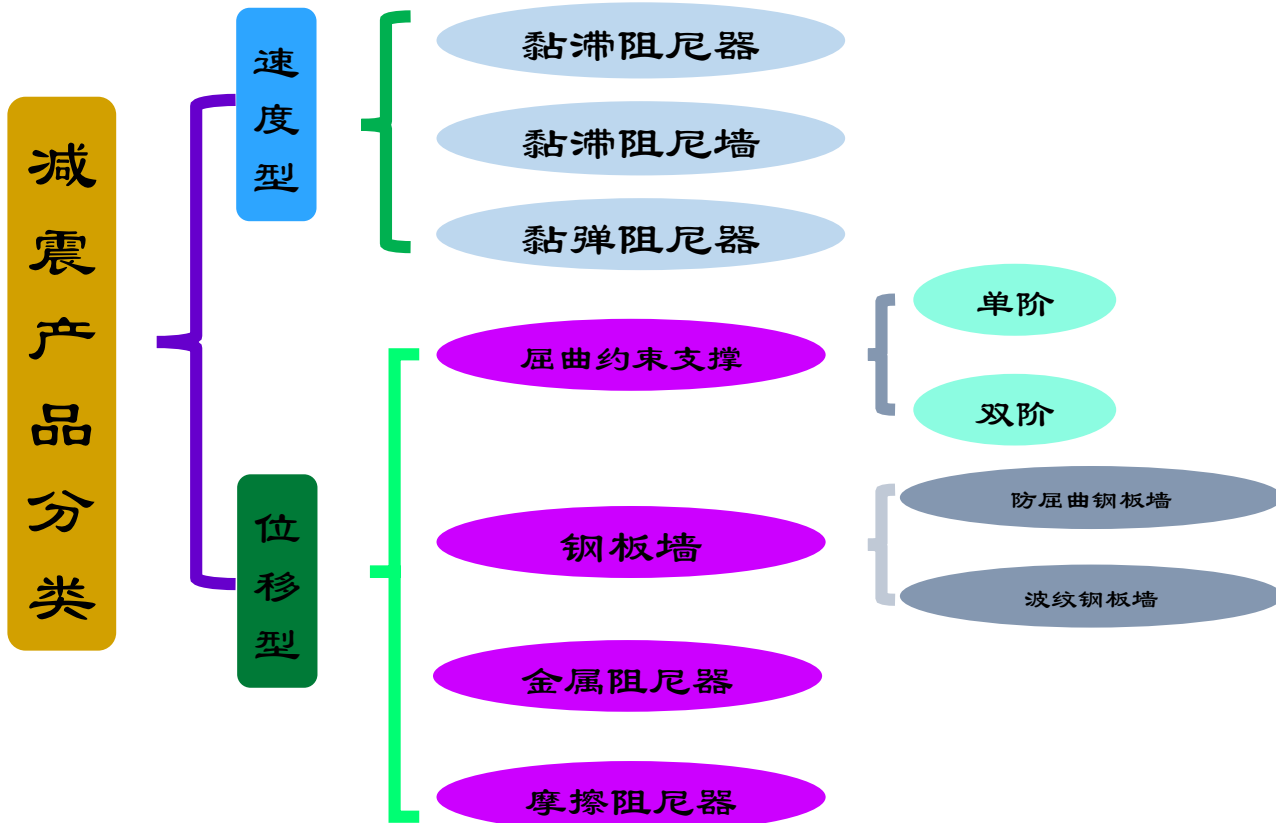 减震产品分类
速度型
黏滞阻尼器
黏滞阻尼墙
黏弹阻尼器
位移型
屈曲约束支撑
单阶
双阶
钢板墙
防屈曲钢板墙
波纹钢板墙
金属阻尼器
摩擦阻尼器